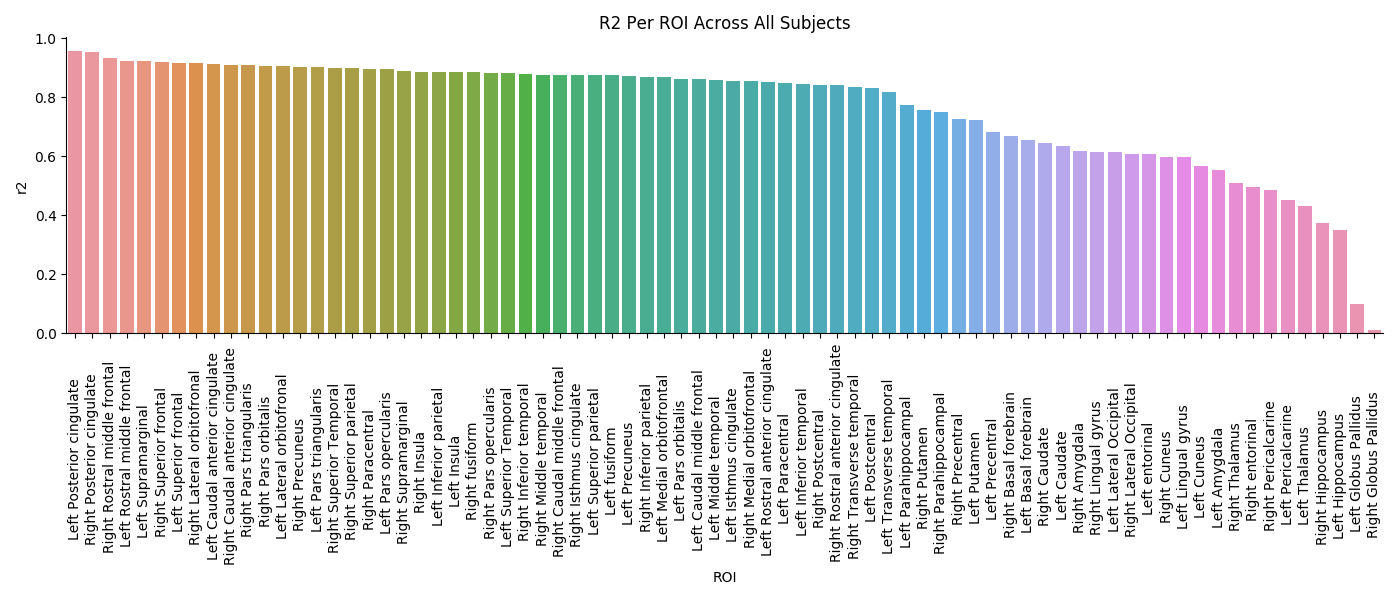 R2 Per ROI Across All Subjects
r2
1.0
0.8
0.6
0.4
0.2
0.0
Left Posterior cingulate
Right Posterior cingulate
Right Rostral middle frontal
Left Rostral middle frontal
Left Supramarginal
Right Superior frontal
Left Superior frontal
Right Lateral orbitofronal
Left Caudal anterior cingulate
Right Caudal anterior cingulate
Right Pars triangularis
Right Pars orbitalis
Left Lateral orbitofronal
Right Precuneus
Left Pars triangularis
Right Superior Temporal
Right Superior parietal
Right Paracentral
Left Pars opercularis
Right Supramarginal
Right Insula
Left Inferior parietal
Left Insula
Right fusiform
Right Pars opercularis
Left Superior Temporal
Right Inferior temporal
Right Middle temporal
Right Caudal middle frontal
Right Isthmus cingulate
Left Superior parietal
Left fusiform
Left Precuneus
Right Inferior parietal
Left Medial orbitofrontal
Left Pars orbitalis
Left Caudal middle frontal
Left Middle temporal
Left Isthmus cingulate
Right Medial orbitofrontal
Left Rostral anterior cingulate
Left Paracentral
Left Inferior temporal
Right Postcentral
Right Rostral anterior cingulate
Right Transverse temporal
Left Postcentral
Left Transverse temporal
Left Parahippocampal
Right Putamen
Right Parahippocampal
Right Precentral
Left Putamen
Left Precentral
Right Basal forebrain
Left Basal forebrain
Right Caudate
Left Caudate
Right Amygdala
Right Lingual gyrus
Left Lateral Occipital
Right Lateral Occipital
Left entorinal
Right Cuneus
Left Lingual gyrus
Left Cuneus
Left Amygdala
Right Thalamus
Right entorinal
Right Pericalcarine
Left Pericalcarine
Left Thalamus
Right Hippocampus
Left Hippocampus
Left Globus Pallidus
Right Globus Pallidus
ROI